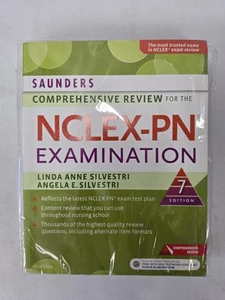 The most trusted name
in NCLEX® exam review
SAUNDERS
COMPREHENSIVE REVIEW FOR THE
NCLEX-PN
EXAMINATION
LINDA ANNE SILVESTRI
ANGELA E. SILVESTRI
7
EDITION
• Reflects the latest NCLEX-PN® exam test plan
• Content review that you can use
throughout nursing school
• Thousands of the highest-quality review
questions, including alternate item formats
ELSEVIER